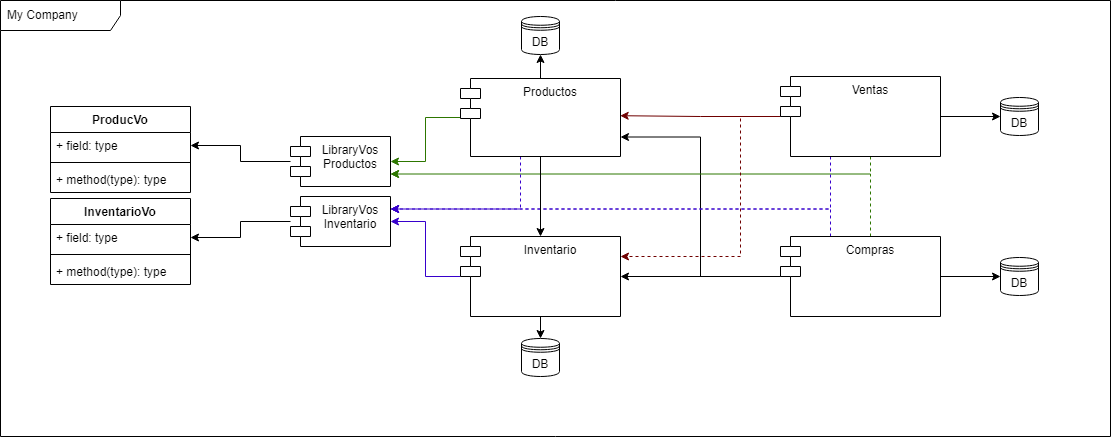 My Company
DB
Productos
Ventas
DB
ProducVo
+ field: type
+ method(type): type
LibraryVos
Productos
InventarioVo
+ field: type
+ method(type): type
LibraryVos
Inventario
Inventario
Compras
DB
DB